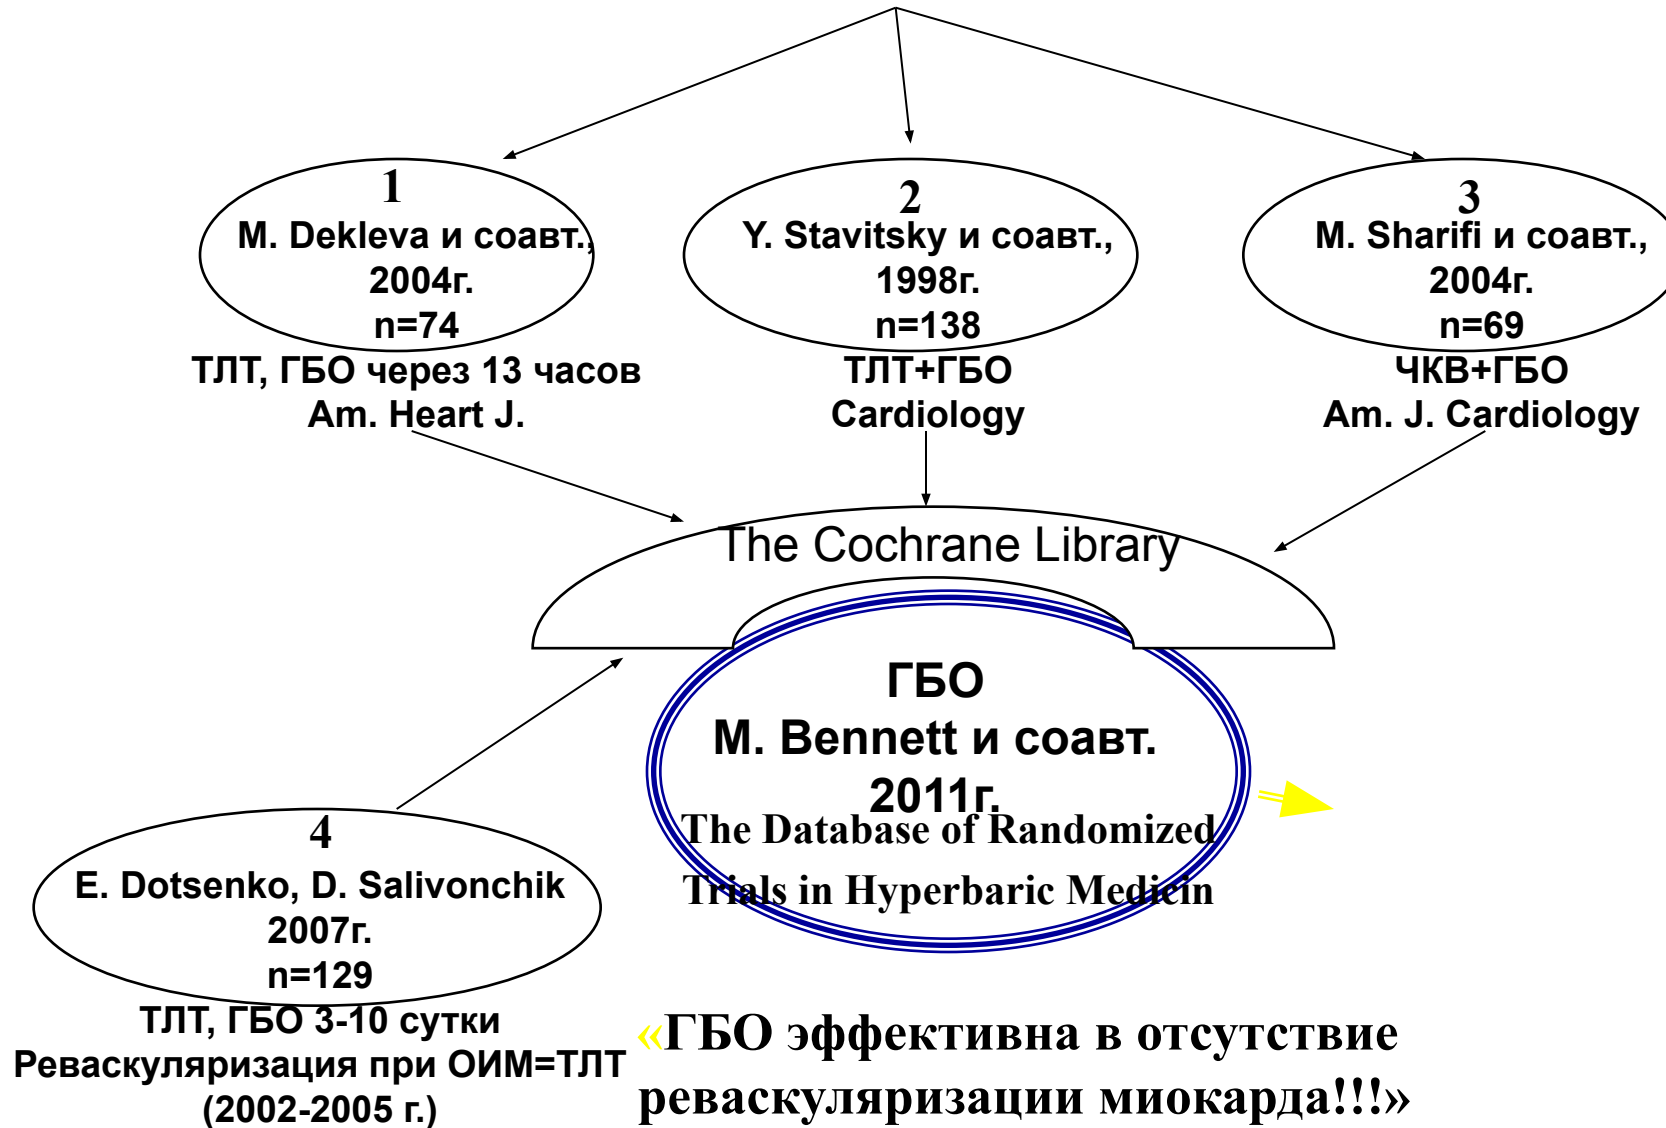 1
M. Dekleva и соавт.,
2004г.
n=74
ТЛТ, ГБО через 13 часов
Am. Heart J.
2
Y. Stavitsky и соавт.,
1998г.
n=138
ТЛТ+ГБО
Cardiology
3
M. Sharifi и соавт.,
2004г.
n=69
ЧКВ+ГБО
Am. J. Cardiology
The Cochrane Library
ГБО
M. Bennett и соавт.
2011г.
The Database of Randomized
Trials in Hyperbaric Medicin
4
E. Dotsenko, D. Salivonchik
2007г.
n=129
ТЛТ, ГБО 3-10 сутки
Реваскуляризация при ОИМ=ТЛТ
(2002-2005 г.)
«ГБО эффективна в отсутствие
реваскуляризации миокарда!!!»